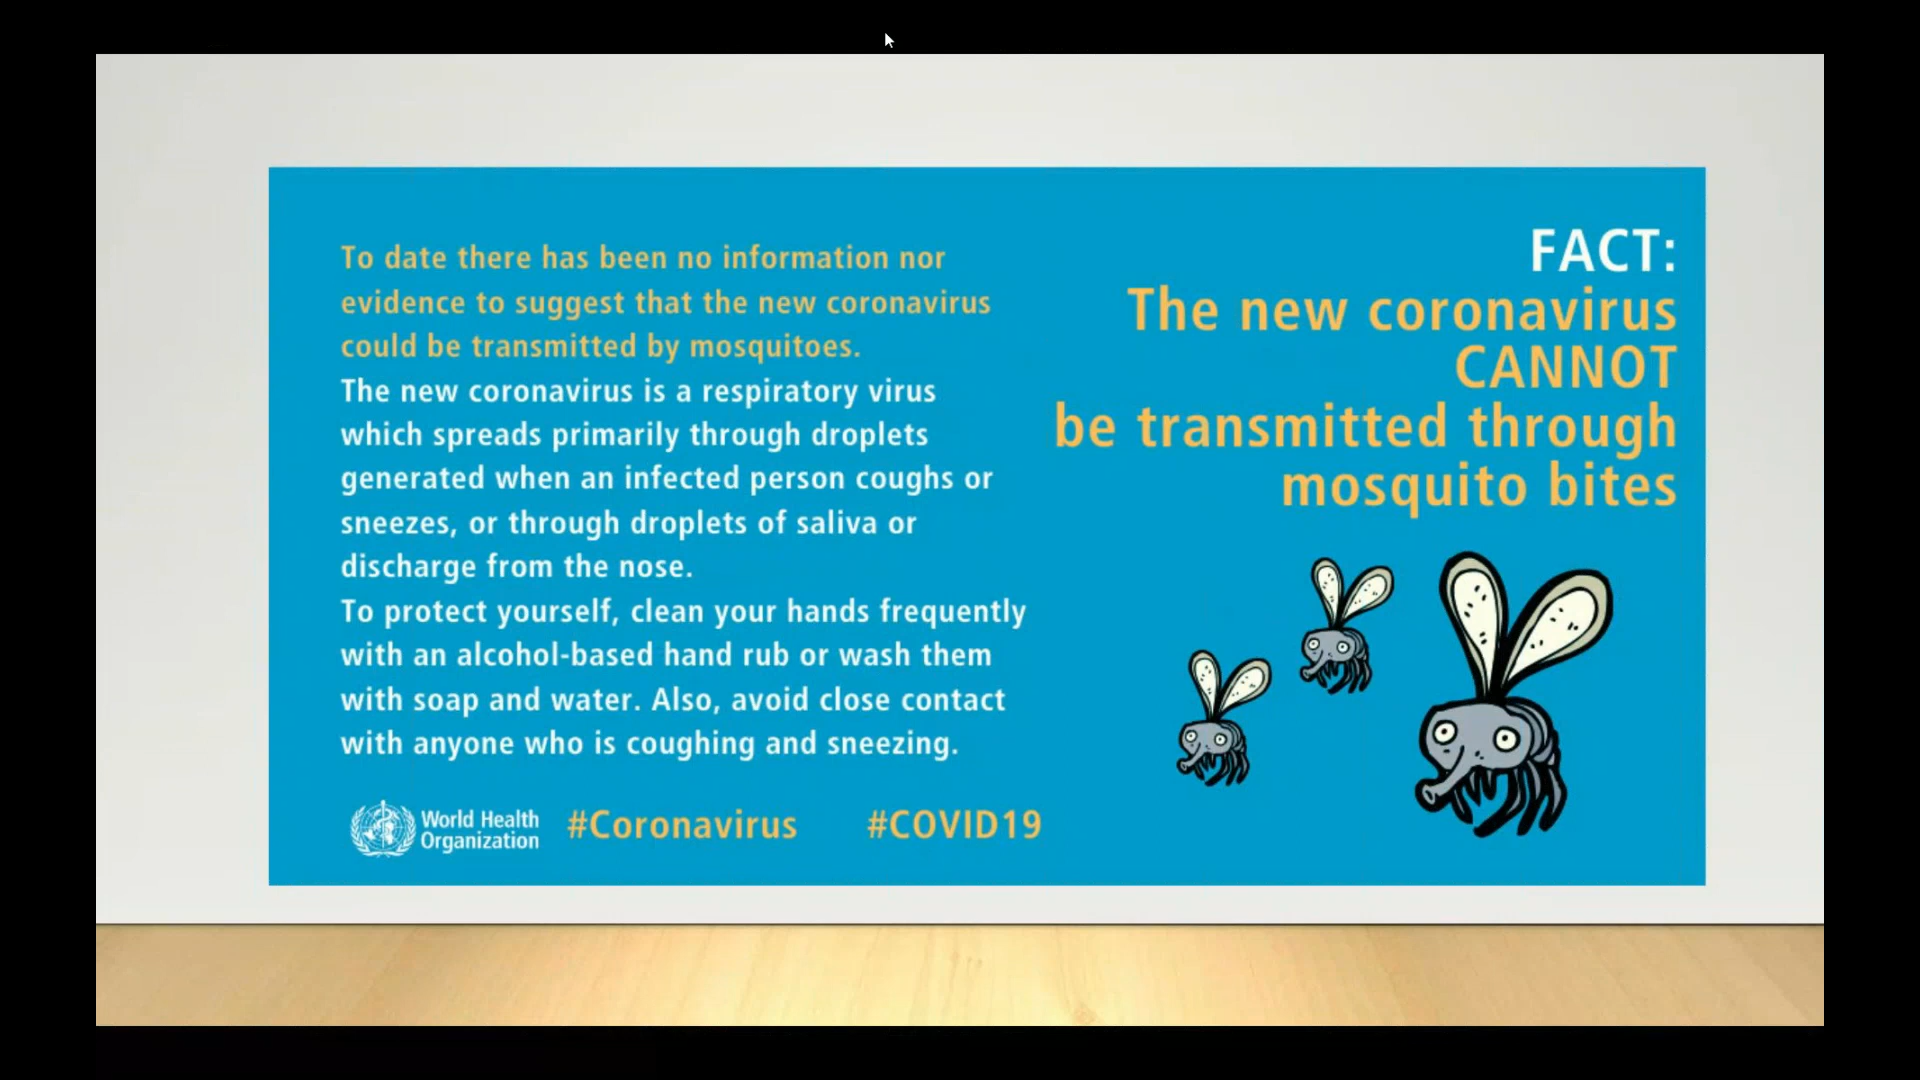 To date there has been no information nor
evidence to suggest that the new coronavirus
could be transmitted by mosquitoes.
The new coronavirus is a respiratory virus
which spreads primarily through droplets
generated when an infected person coughs or
sneezes, or through droplets of saliva or
discharge from the nose.
To protect yourself, clean your hands frequently
with an alcohol-based hand rub or wash them
with soap and water. Also, avoid close contact
with anyone who is coughing and sneezing.
World Health
Organization
#Coronavirus #COVID19
FACT:
The new coronavirus
CANNOT
be transmitted through
mosquito bites